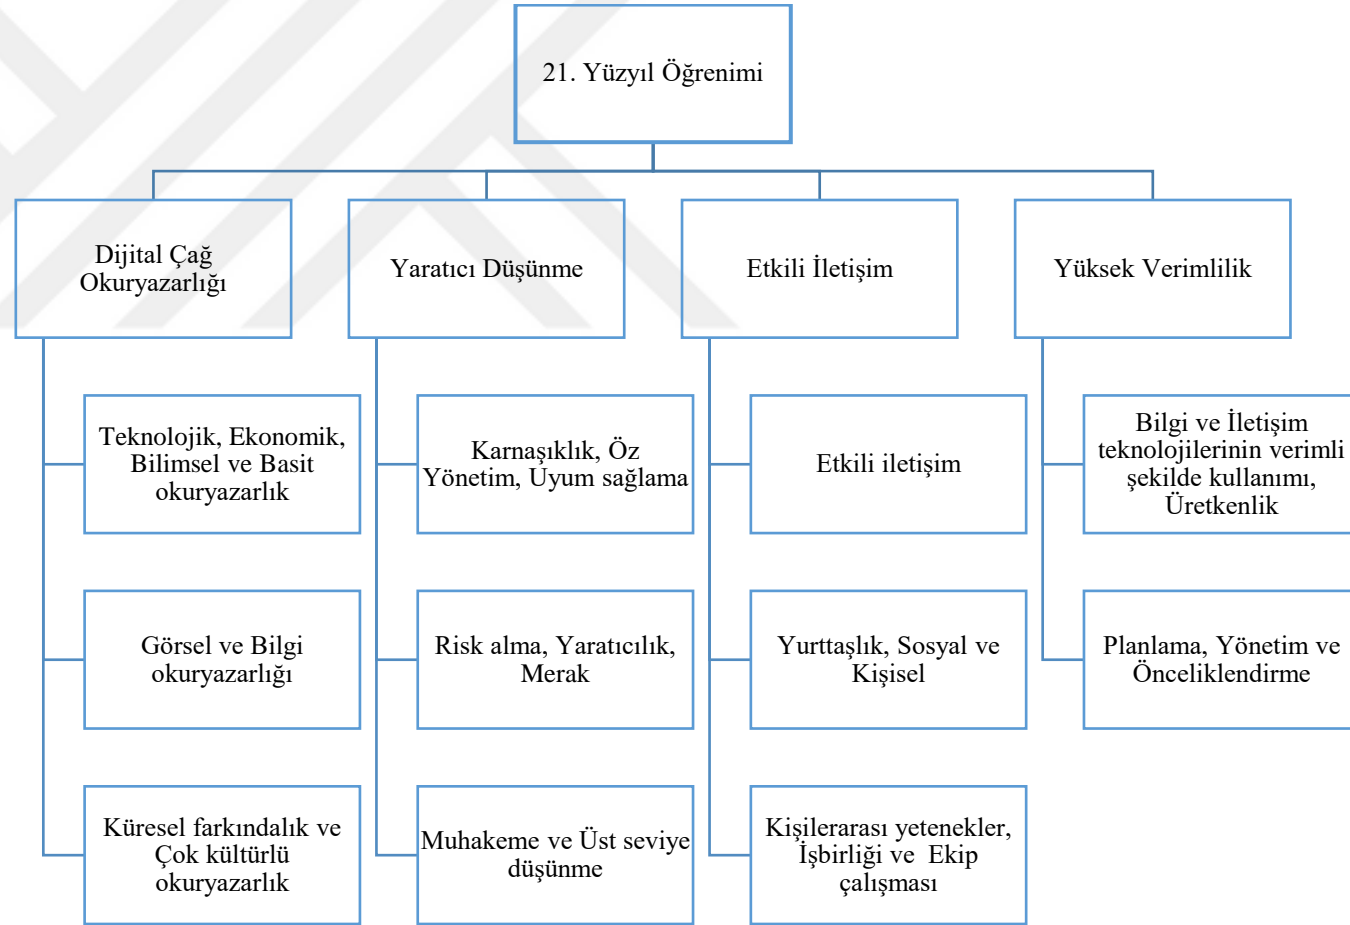 21. Yüzyıl Öğrenimi
Dijital Çağ
Okuryazarlığı
Yaratıcı Düşünme
Etkili İletişim
Yüksek Verimlilik
Teknolojik, Ekonomik,
Bilimsel ve Basit
okuryazarlık
Karnaşıklık, Öz
Yönetim, Uyum sağlama
Etkili iletişim
Bilgi ve İletişim
teknolojilerinin verimli
şekilde kullanımı,
Üretkenlik
Görsel ve Bilgi
okuryazarlığı
Risk alma, Yaratıcılık,
Merak
Yurttaşlık, Sosyal ve
Kişisel
Planlama, Yönetim ve
Önceliklendirme
Küresel farkındalık ve
Çok kültürlü
okuryazarlık
Muhakeme ve Üst seviye
düşünme
Kişilerarası yetenekler,
İşbirliği ve Ekip
çalışması